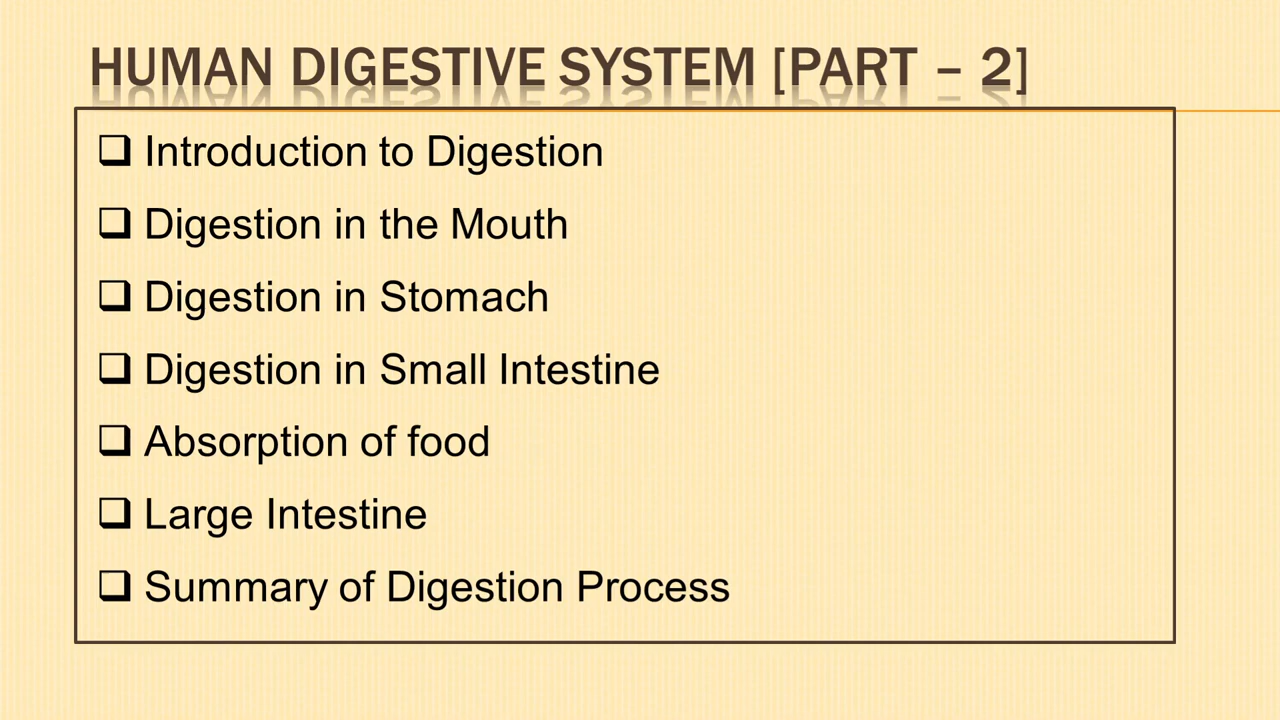 HUMAN DIGESTIVE SYSTEM [PART – 2]
❑ Introduction to Digestion
❑ Digestion in the Mouth
❑ Digestion in Stomach
❑ Digestion in Small Intestine
❑ Absorption of food
❑ Large Intestine
❑ Summary of Digestion Process